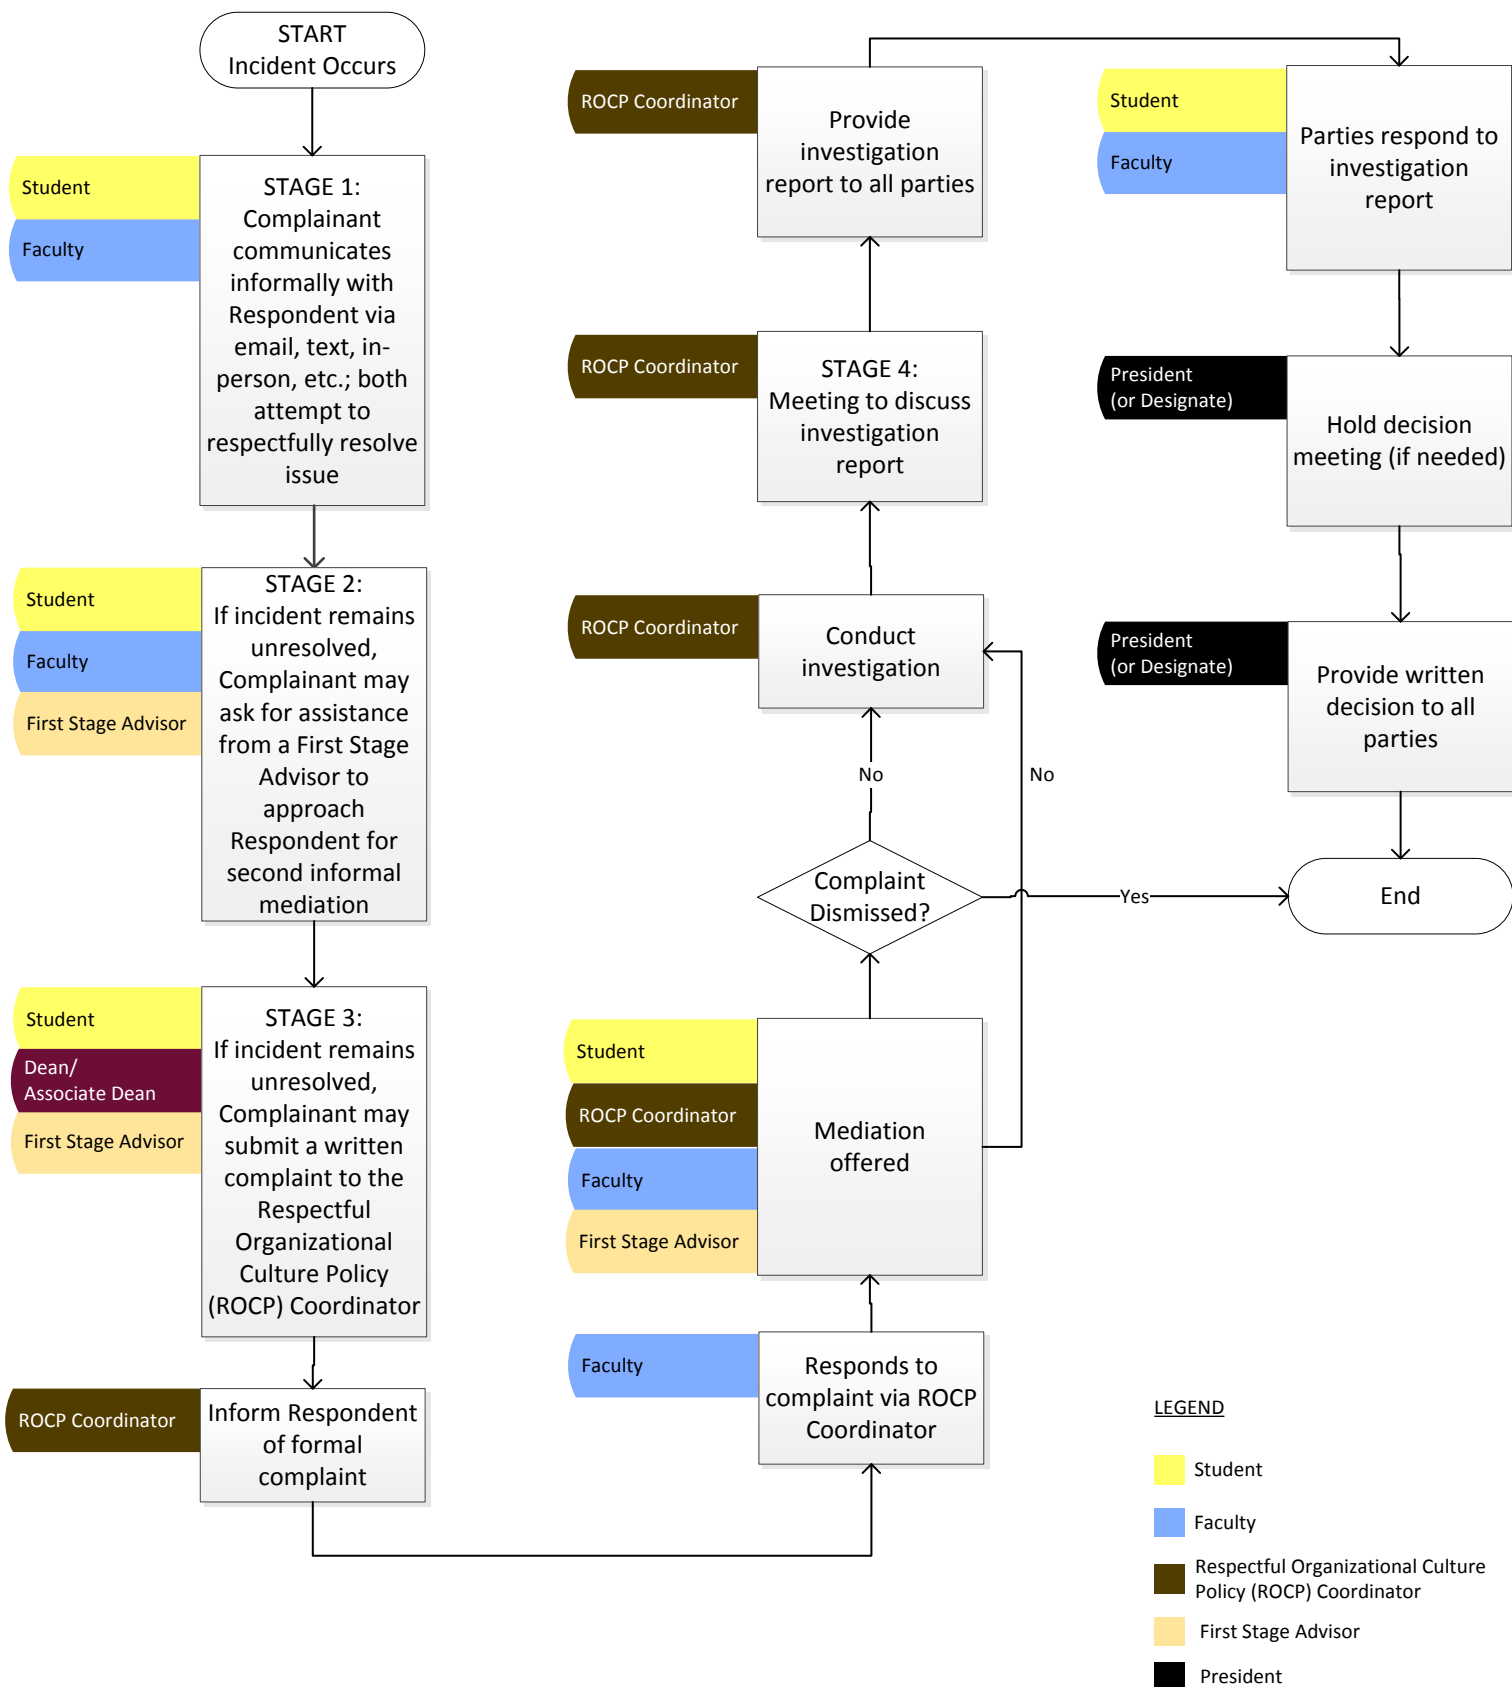 START
Incident Occurs
Student
Faculty
STAGE 1:
Complainant
communicates
informally with
Respondent via
email, text, in-
person, etc.; both
attempt to
respectfully resolve
issue
Student
Faculty
First Stage Advisor
STAGE 2:
If incident remains
unresolved,
Complainant may
ask for assistance
from a First Stage
Advisor to
approach
Respondent for
second informal
mediation
Student
Dean/
Associate Dean
First Stage Advisor
STAGE 3:
If incident remains
unresolved,
Complainant may
submit a written
complaint to the
Respectful
Organizational
Culture Policy
(ROCP) Coordinator
ROCP Coordinator
Inform Respondent
of formal
complaint
Faculty
Responds to
complaint via ROCP
Coordinator
Student
ROCP Coordinator
Faculty
First Stage Advisor
Mediation
offered
Complaint
Dismissed?
No
No
Yes
ROCP Coordinator
Conduct
investigation
ROCP Coordinator
STAGE 4:
Meeting to discuss
investigation
report
ROCP Coordinator
Provide
investigation
report to all parties
Student
Faculty
Parties respond to
investigation
report
President
(or Designate)
Hold decision
meeting (if needed)
President
(or Designate)
Provide written
decision to all
parties
End
LEGEND
Student
Faculty
Respectful Organizational Culture
Policy (ROCP) Coordinator
First Stage Advisor
President